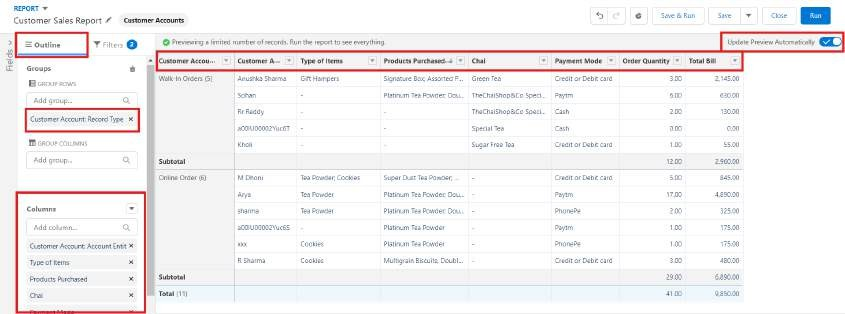 REPORT
Customer Sales Report
Customer Accounts
Save & Run
Save
Close
Run
Fields
Outline
Filters 2
Previewing a limited number of records. Run the report to see everything.
Update Preview Automatically
Groups
GROUP ROWS
Add group...
Customer Account: Record Type
GROUP COLUMNS
Add group...
Columns
Add column...
Customer Account: Account Entit
Type of Items
Products Purchased
Chai
Payment Mode
Customer Accou... Customer A... Type of Items Products Purchased Chai Payment Mode Order Quantity Total Bill
Walk-In Orders (5) Anushka Sharma Gift Hampers Signature Box; Assorted F... Green Tea Credit or Debit card 3.00 2,145.00
Sohan - Platinum Tea Powder; Dou... TheChaiShop&Co Speci... Paytm 6.00 630.00
Rr Reddy - - TheChaiShop&Co Speci... Cash 2.00 130.00
- - Special Tea Cash 0.00 0.00
Kholi - - Sugar Free Tea Credit or Debit card 1.00 55.00
Subtotal 12.00 2,960.00
Online Order (6) M Dhoni Tea Powder; Cookies Super Dust Tea Powder; ... - Credit or Debit card 5.00 845.00
Arya Tea Powder Platinum Tea Powder; Dou... - Paytm 17.00 4,890.00
sharma Tea Powder Platinum Tea Powder; Dou... - PhonePe 2.00 325.00
Cookies Platinum Tea Powder - Paytm 1.00 175.00
xxx Cookies Platinum Tea Powder - PhonePe 1.00 175.00
R Sharma Cookies Multigrain Biscuits; Doubl... - Credit or Debit card 3.00 480.00
Subtotal 29.00 6,890.00
Total (11) 41.00 9,850.00